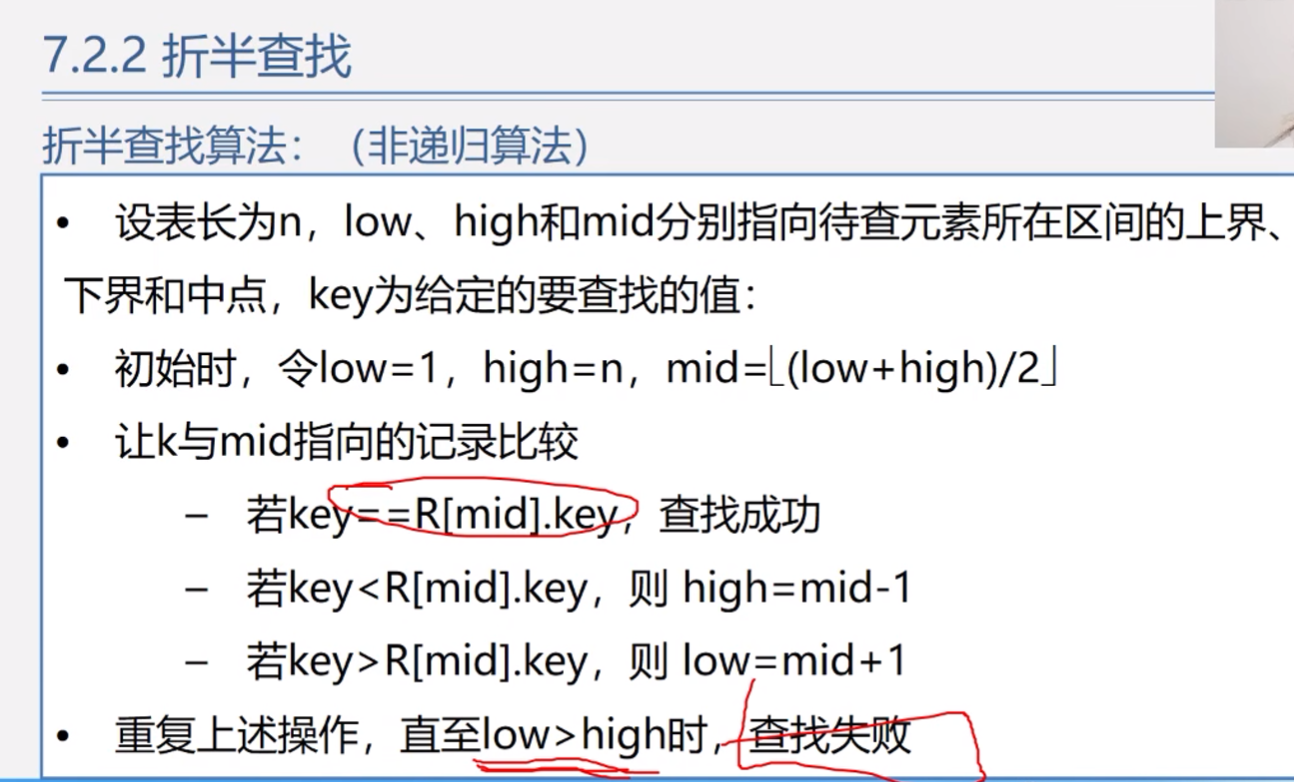 7.2.2 折半查找
折半查找算法：（非递归算法）
• 设表长为n，low、high和mid分别指向待查元素所在区间的上界、
下界和中点，key为给定的要查找的值：
• 初始时，令low=1，high=n，mid=⌊(low+high)/2⌋
• 让k与mid指向的记录比较
– 若key==R[mid].key，查找成功
– 若key<R[mid].key，则 high=mid-1
– 若key>R[mid].key，则 low=mid+1
• 重复上述操作，直至low>high时，查找失败